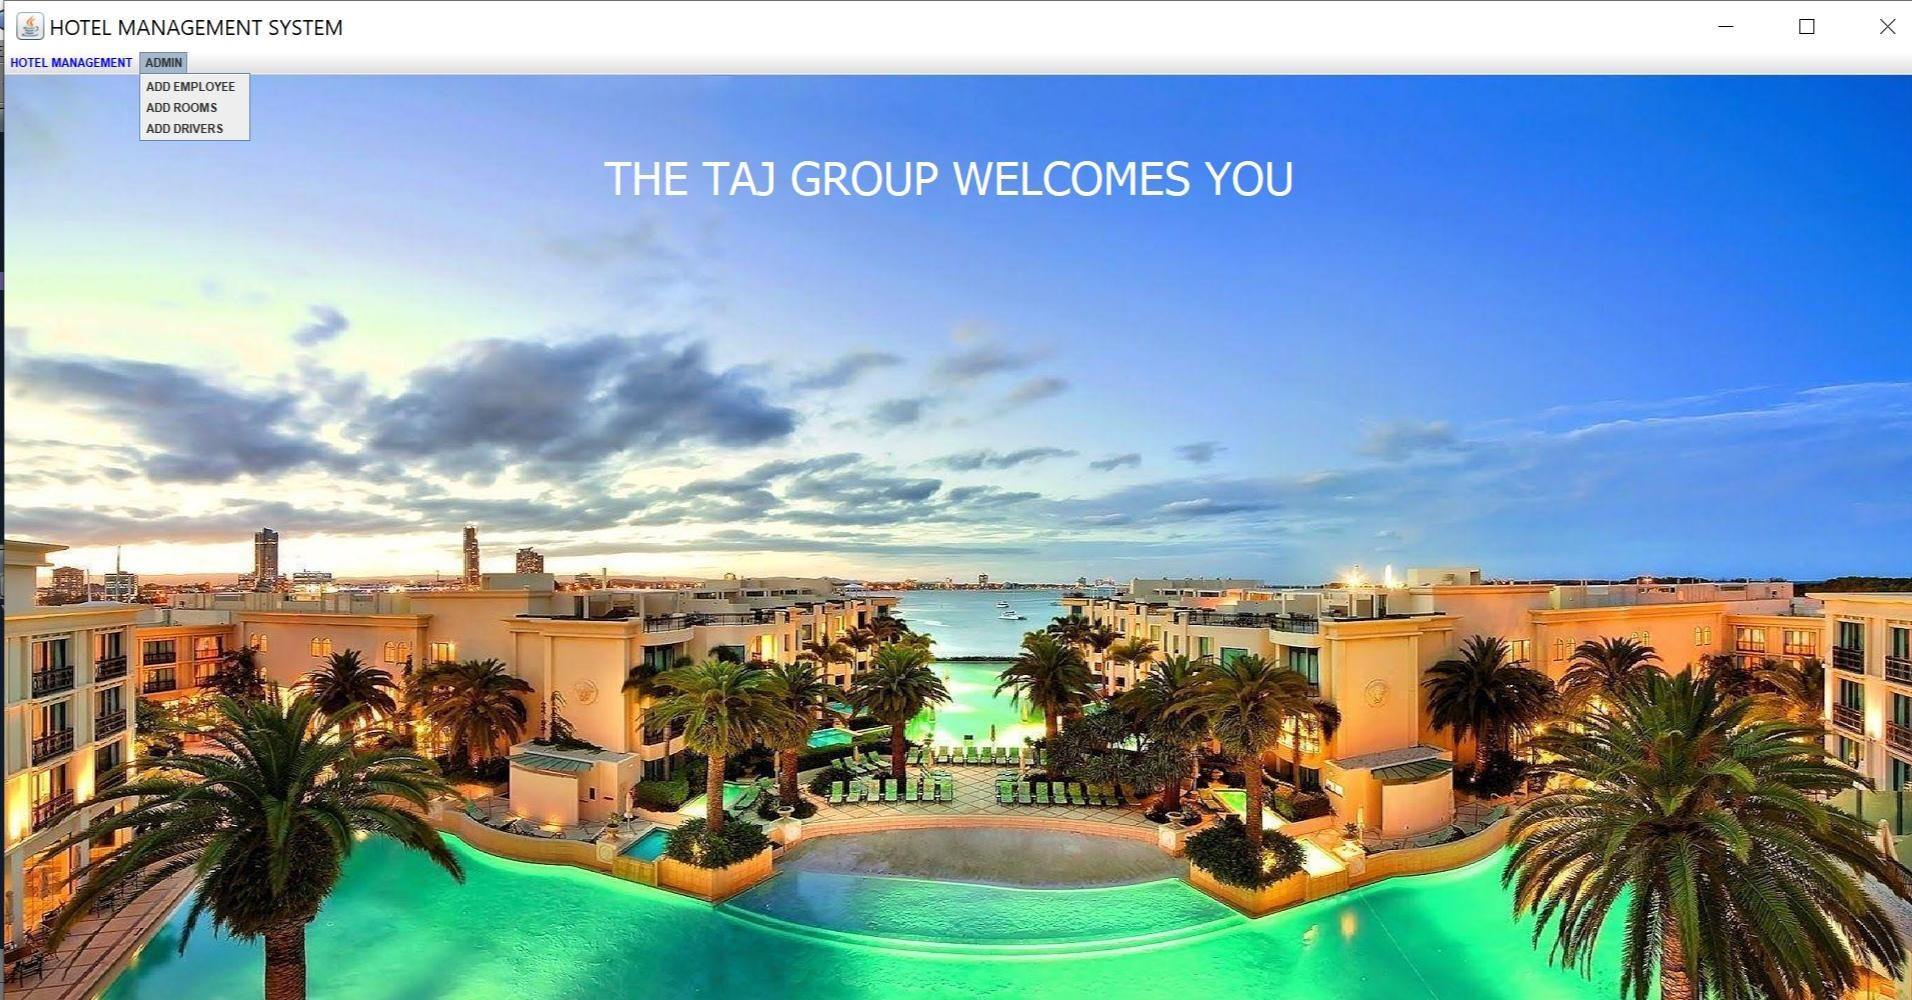 HOTEL MANAGEMENT SYSTEM
HOTEL MANAGEMENT ADMIN
ADD EMPLOYEE
ADD ROOMS
ADD DRIVERS
THE TAJ GROUP WELCOMES YOU